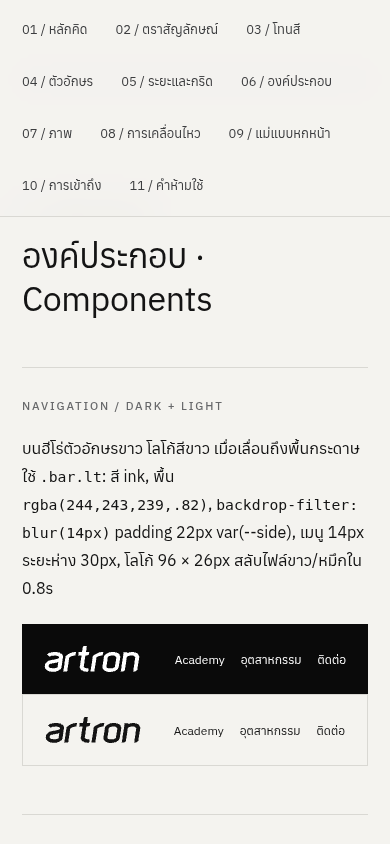 01 / หลักคิด 02 / ตราสัญลักษณ์ 03 / โทนสี
04 / ตัวอักษร 05 / ระยะและกริด 06 / องค์ประกอบ
07 / ภาพ 08 / การเคลื่อนไหว 09 / แม่แบบหกหน้า
10 / การเข้าถึง 11 / คำห้ามใช้
องค์ประกอบ ·
Components
NAVIGATION / DARK + LIGHT
บนฮีโร่ตัวอักษรขาว โลโก้สีขาว เมื่อเลื่อนถึงพื้นกระดาษ
ใช้ .bar.lt: สี ink, พื้น
rgba(244,243,239,.82), backdrop-filter:
blur(14px) padding 22px var(--side), เมนู 14px
ระยะห่าง 30px, โลโก้ 96 × 26px สลับไฟล์ขาว/หมึกใน
0.8s
artron Academy อุตสาหกรรม ติดต่อ
artron Academy อุตสาหกรรม ติดต่อ